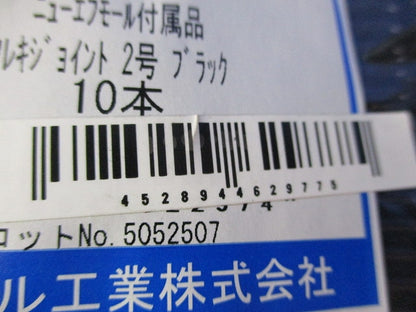 ニューエフモール付属品
ルキジョイント 2号 ブラック
10本
4528944629775
ロットNo. 5052507
ル工業株式会社